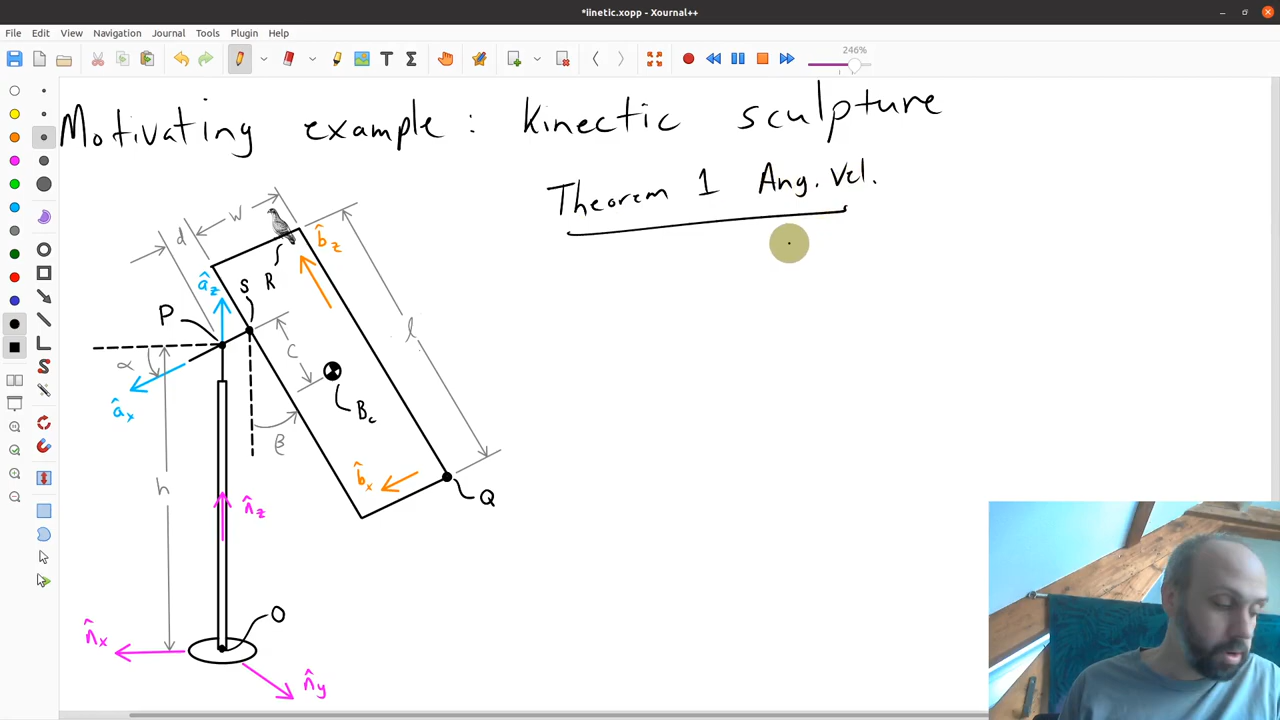 *iinetic.xopp - Xournal++
File Edit View Navigation Journal Tools Plugin Help
246%
Motivating example: kinectic sculpture
Theorem 1 Ang. Vel.
w
d
b̂z
R
S
âz
P
l
α
c
âx
Bc
β
b̂x
h
Q
n̂z
O
n̂x
n̂y